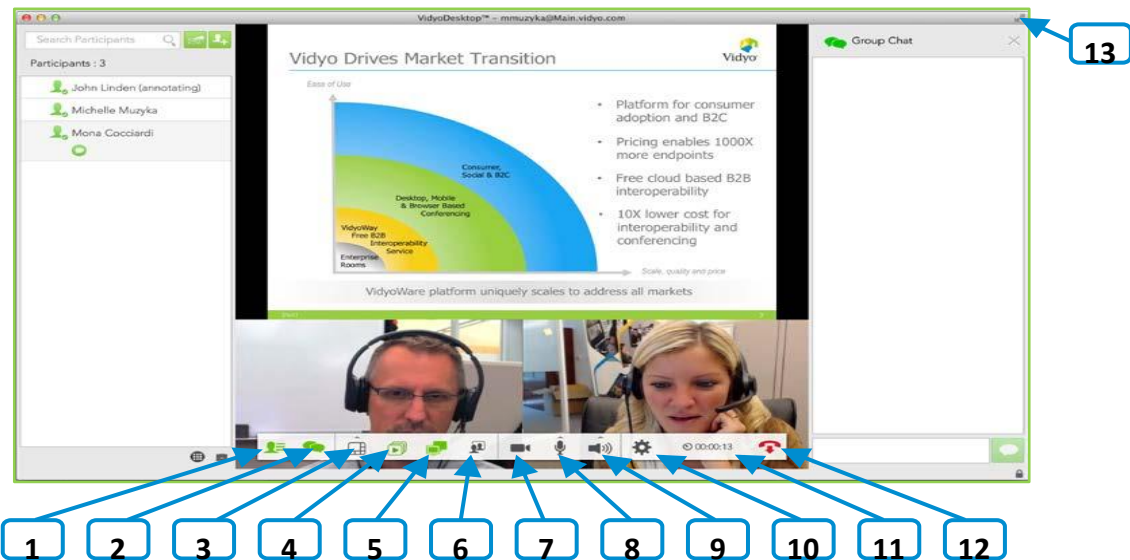 VidyoDesktop™ - mmuzyka@Main.vidyo.com
Search Participants
Participants : 3
John Linden (annotating)
Michelle Muzyka
Mona Cocciardi
Vidyo Drives Market Transition
Vidyo
Ease of Use
Consumer,
Social & B2C
Desktop, Mobile
& Browser Based
Conferencing
VidyoWay
Free B2B
Interoperability
Service
Enterprise
Rooms
Scale, quality and price
• Platform for consumer
adoption and B2C
• Pricing enables 1000X
more endpoints
• Free cloud based B2B
interoperability
• 10X lower cost for
interoperability and
conferencing
VidyoWare platform uniquely scales to address all markets
Group Chat
13
00:00:13
1 2 3 4 5 6 7 8 9 10 11 12